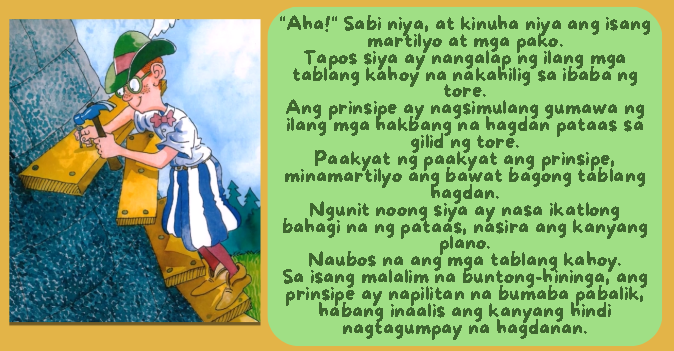 "Aha!" Sabi niya, at kinuha niya ang isang
martilyo at mga pako.
Tapos siya ay nangalap ng ilang mga
tablang kahoy na nakahilig sa ibaba ng
tore.
Ang prinsipe ay nagsimulang gumawa ng
ilang mga hakbang na hagdan pataas sa
gilid ng tore.
Paakyat ng paakyat ang prinsipe,
minamartilyo ang bawat bagong tablang
hagdan.
Ngunit noong siya ay nasa ikatlong
bahagi na ng pataas, nasira ang kanyang
plano.
Naubos na ang mga tablang kahoy.
Sa isang malalim na buntong-hininga, ang
prinsipe ay napilitan na bumaba pabalik,
habang inaalis ang kanyang hindi
nagtagumpay na hagdanan.